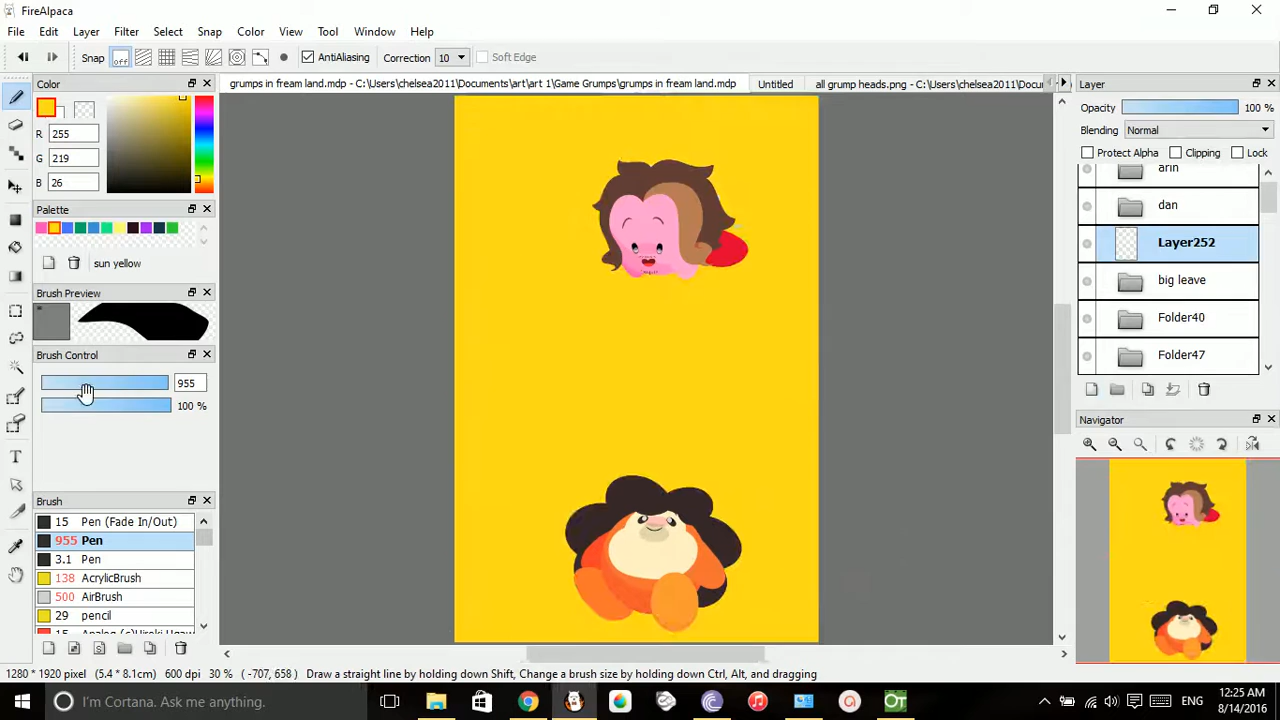 FireAlpaca
File Edit Layer Filter Select Snap Color View Tool Window Help
Snap off AntiAliasing Correction 10 Soft Edge
Color
grumps in fream land.mdp - C:\Users\chelsea2011\Documents\art\art 1\Game Grumps\grumps in fream land.mdp Untitled all grump heads.png - C:\Users\chelsea2011\Docum
Layer
Opacity 100 %
Blending Normal
Protect Alpha Clipping Lock
R 255
G 219
B 26
Palette
sun yellow
Brush Preview
Brush Control
955
100 %
arin
dan
Layer252
big leave
Folder40
Folder47
Navigator
Brush
15 Pen (Fade In/Out)
955 Pen
3.1 Pen
138 AcrylicBrush
500 AirBrush
29 pencil
1280 * 1920 pixel (5.4 * 8.1cm) 600 dpi 30 % (-707, 658) Draw a straight line by holding down Shift, Change a brush size by holding down Ctrl, Alt, and dragging
I'm Cortana. Ask me anything.
ENG
12:25 AM
8/14/2016